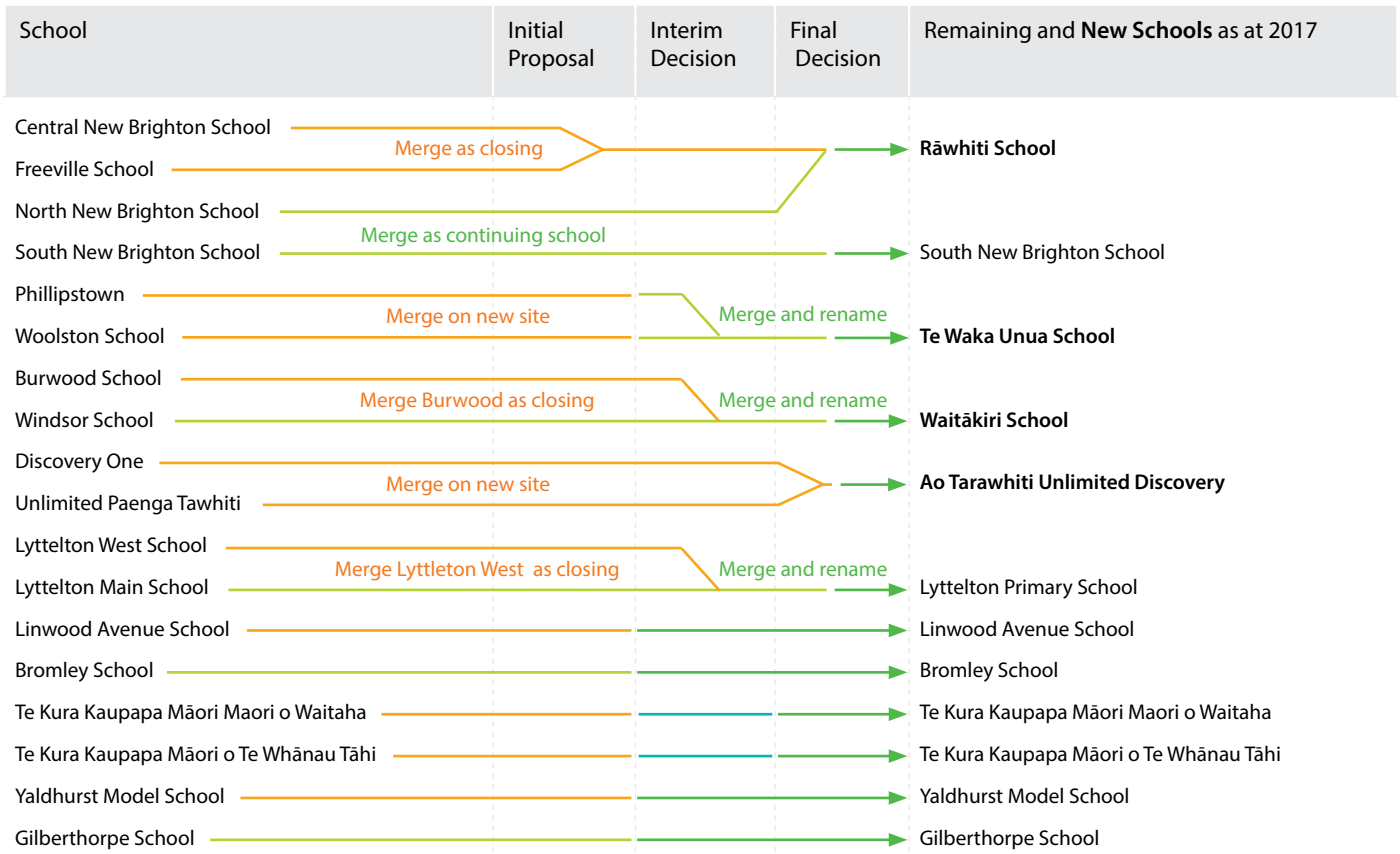 School
Initial Proposal
Interim Decision
Final Decision
Remaining and New Schools as at 2017
Central New Brighton School
Merge as closing
Rāwhiti School
Freeville School
North New Brighton School
Merge as continuing school
South New Brighton School
South New Brighton School
Phillipstown
Merge on new site
Merge and rename
Woolston School
Te Waka Unua School
Burwood School
Merge Burwood as closing
Merge and rename
Windsor School
Waitākiri School
Discovery One
Merge on new site
Ao Tarawhiti Unlimited Discovery
Unlimited Paenga Tawhiti
Lyttelton West School
Merge Lyttleton West as closing
Merge and rename
Lyttelton Main School
Lyttelton Primary School
Linwood Avenue School
Linwood Avenue School
Bromley School
Bromley School
Te Kura Kaupapa Māori Maori o Waitaha
Te Kura Kaupapa Māori Maori o Waitaha
Te Kura Kaupapa Māori o Te Whānau Tāhi
Te Kura Kaupapa Māori o Te Whānau Tāhi
Yaldhurst Model School
Yaldhurst Model School
Gilberthorpe School
Gilberthorpe School